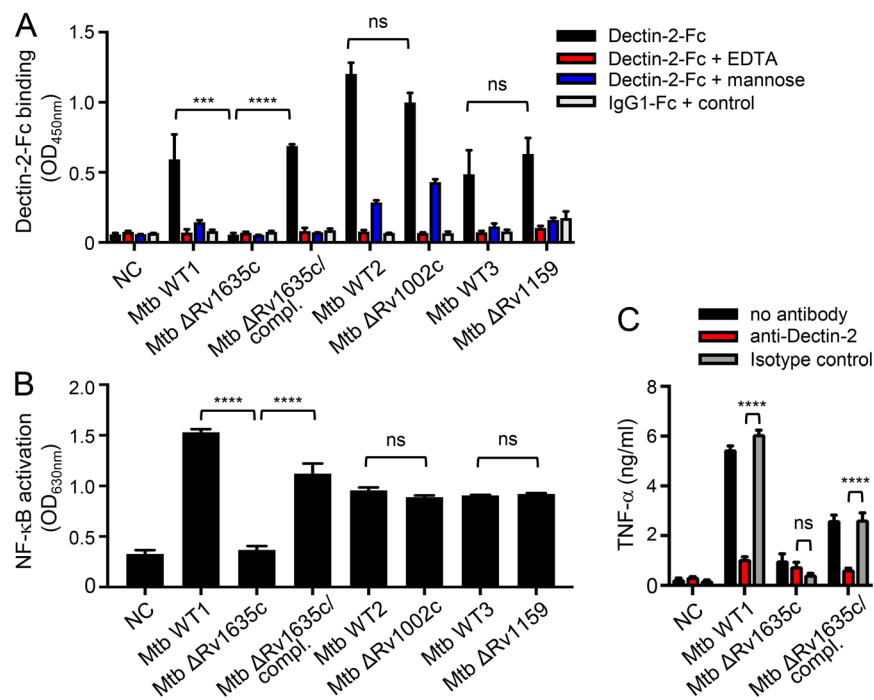 A
Dectin-2-Fc binding
(OD450nm)
1.5
1.0
0.5
0
***
****
ns
ns
Dectin-2-Fc
Dectin-2-Fc + EDTA
Dectin-2-Fc + mannose
IgG1-Fc + control
NC
Mtb WT1
Mtb ΔRv1635c
Mtb ΔRv1635c/
compl.
Mtb WT2
Mtb ΔRv1002c
Mtb WT3
Mtb ΔRv1159
B
NF-κB activation
(OD630nm)
2.0
1.5
1.0
0.5
0
****
****
ns
ns
NC
Mtb WT1
Mtb ΔRv1635c
Mtb ΔRv1635c/
compl.
Mtb WT2
Mtb ΔRv1002c
Mtb WT3
Mtb ΔRv1159
C
no antibody
anti-Dectin-2
Isotype control
TNF-α (ng/ml)
8
6
4
2
0
****
ns
****
NC
Mtb WT1
Mtb ΔRv1635c
Mtb ΔRv1635c/
compl.